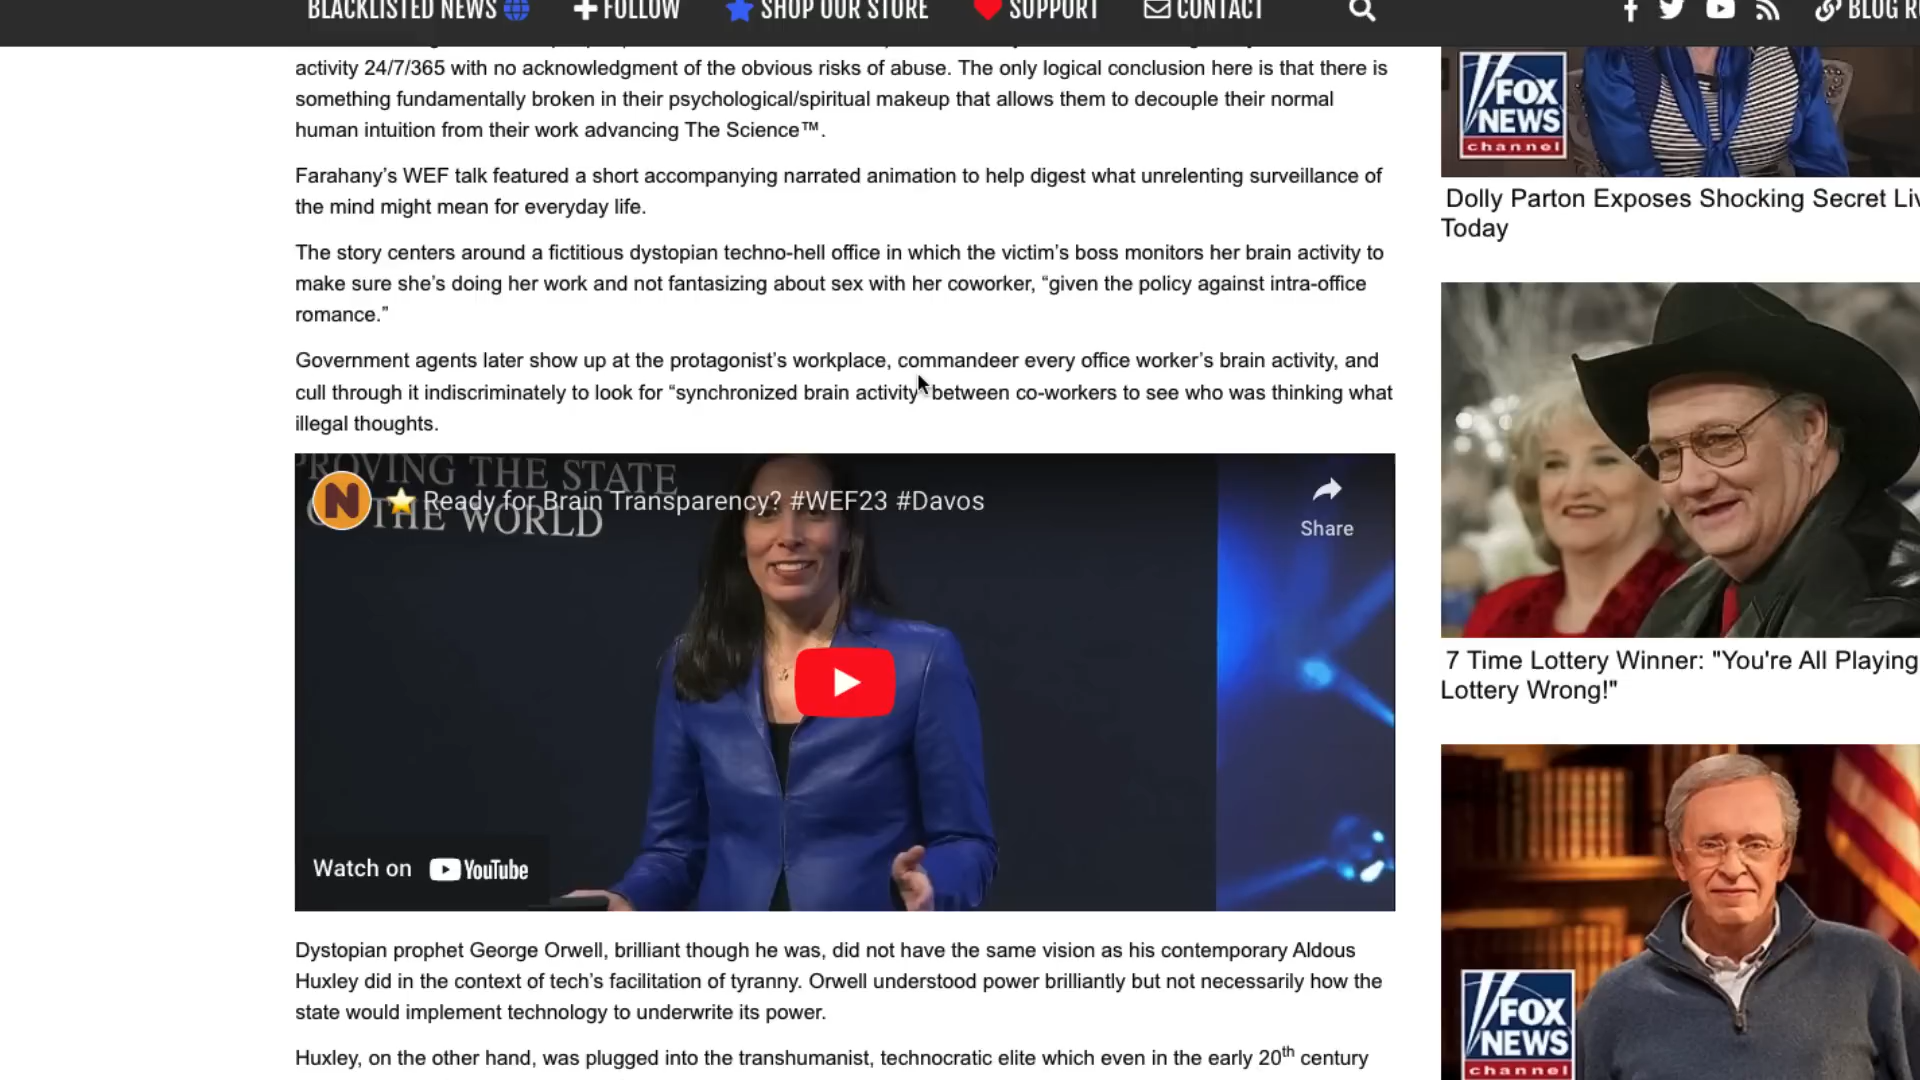 BLACKLISTED NEWS FOLLOW SHOP OUR STORE SUPPORT CONTACT BLOG
activity 24/7/365 with no acknowledgment of the obvious risks of abuse. The only logical conclusion here is that there is
something fundamentally broken in their psychological/spiritual makeup that allows them to decouple their normal
human intuition from their work advancing The Science™.
Farahany’s WEF talk featured a short accompanying narrated animation to help digest what unrelenting surveillance of
the mind might mean for everyday life.
The story centers around a fictitious dystopian techno-hell office in which the victim’s boss monitors her brain activity to
make sure she’s doing her work and not fantasizing about sex with her coworker, “given the policy against intra-office
romance.”
Government agents later show up at the protagonist’s workplace, commandeer every office worker’s brain activity, and
cull through it indiscriminately to look for “synchronized brain activity” between co-workers to see who was thinking what
illegal thoughts.
PROVING THE STATE
OF THE WORLD
N
Ready for Brain Transparency? #WEF23 #Davos
Share
Watch on YouTube
Dystopian prophet George Orwell, brilliant though he was, did not have the same vision as his contemporary Aldous
Huxley did in the context of tech’s facilitation of tyranny. Orwell understood power brilliantly but not necessarily how the
state would implement technology to underwrite its power.
Huxley, on the other hand, was plugged into the transhumanist, technocratic elite which even in the early 20th century
FOX
NEWS
channel
Dolly Parton Exposes Shocking Secret
Today
7 Time Lottery Winner: "You're All Playing
Lottery Wrong!"
FOX
NEWS
channel